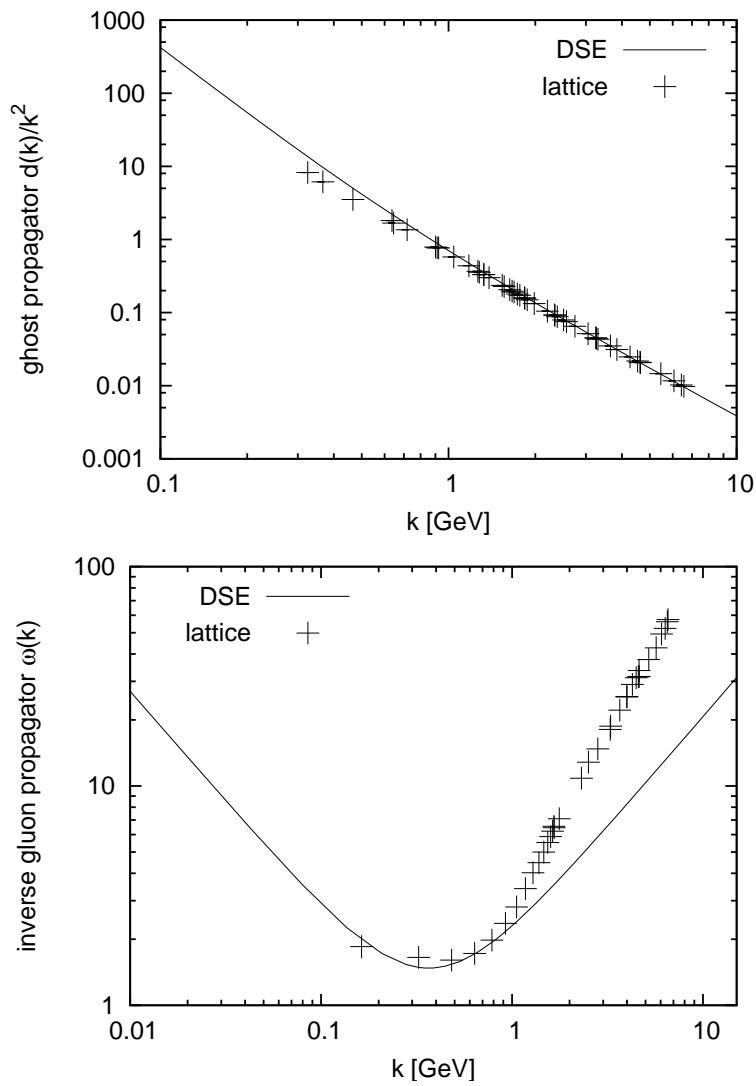 1000
100
10
1
0.1
0.01
0.001
ghost propagator d(k)/k²
DSE
lattice
0.1
1
10
k [GeV]
100
10
1
inverse gluon propagator ω(k)
DSE
lattice
0.01
0.1
1
10
k [GeV]